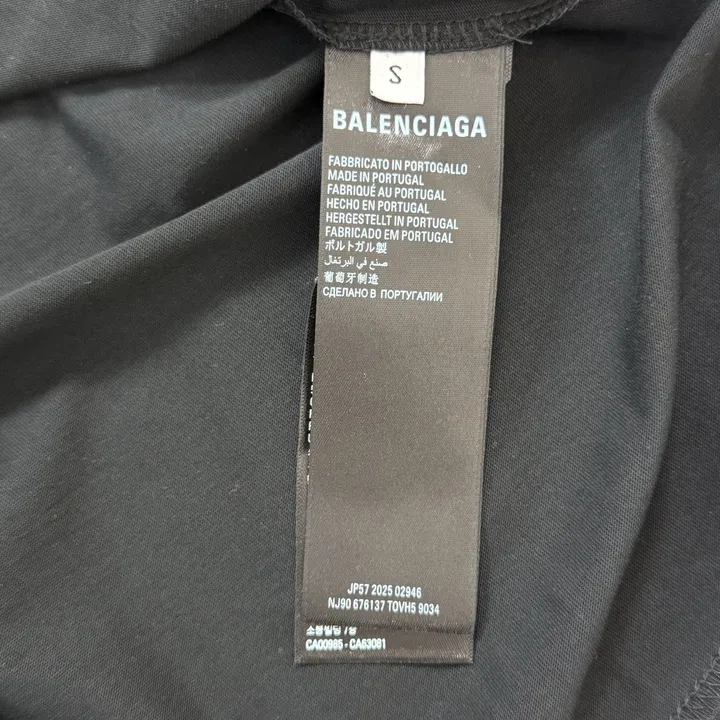 S
BALENCIAGA
FABBRICATO IN PORTOGALLO
MADE IN PORTUGAL
FABRIQUÉ AU PORTUGAL
HECHO EN PORTUGAL
HERGESTELLT IN PORTUGAL
FABRICADO EM PORTUGAL
ポルトガル製
صنع في البرتغال
葡萄牙制造
СДЕЛАНО В ПОРТУГАЛИИ
JP57 2025 02946
NJ90 676137 TOVH5 9034
CA00985 - CA63081